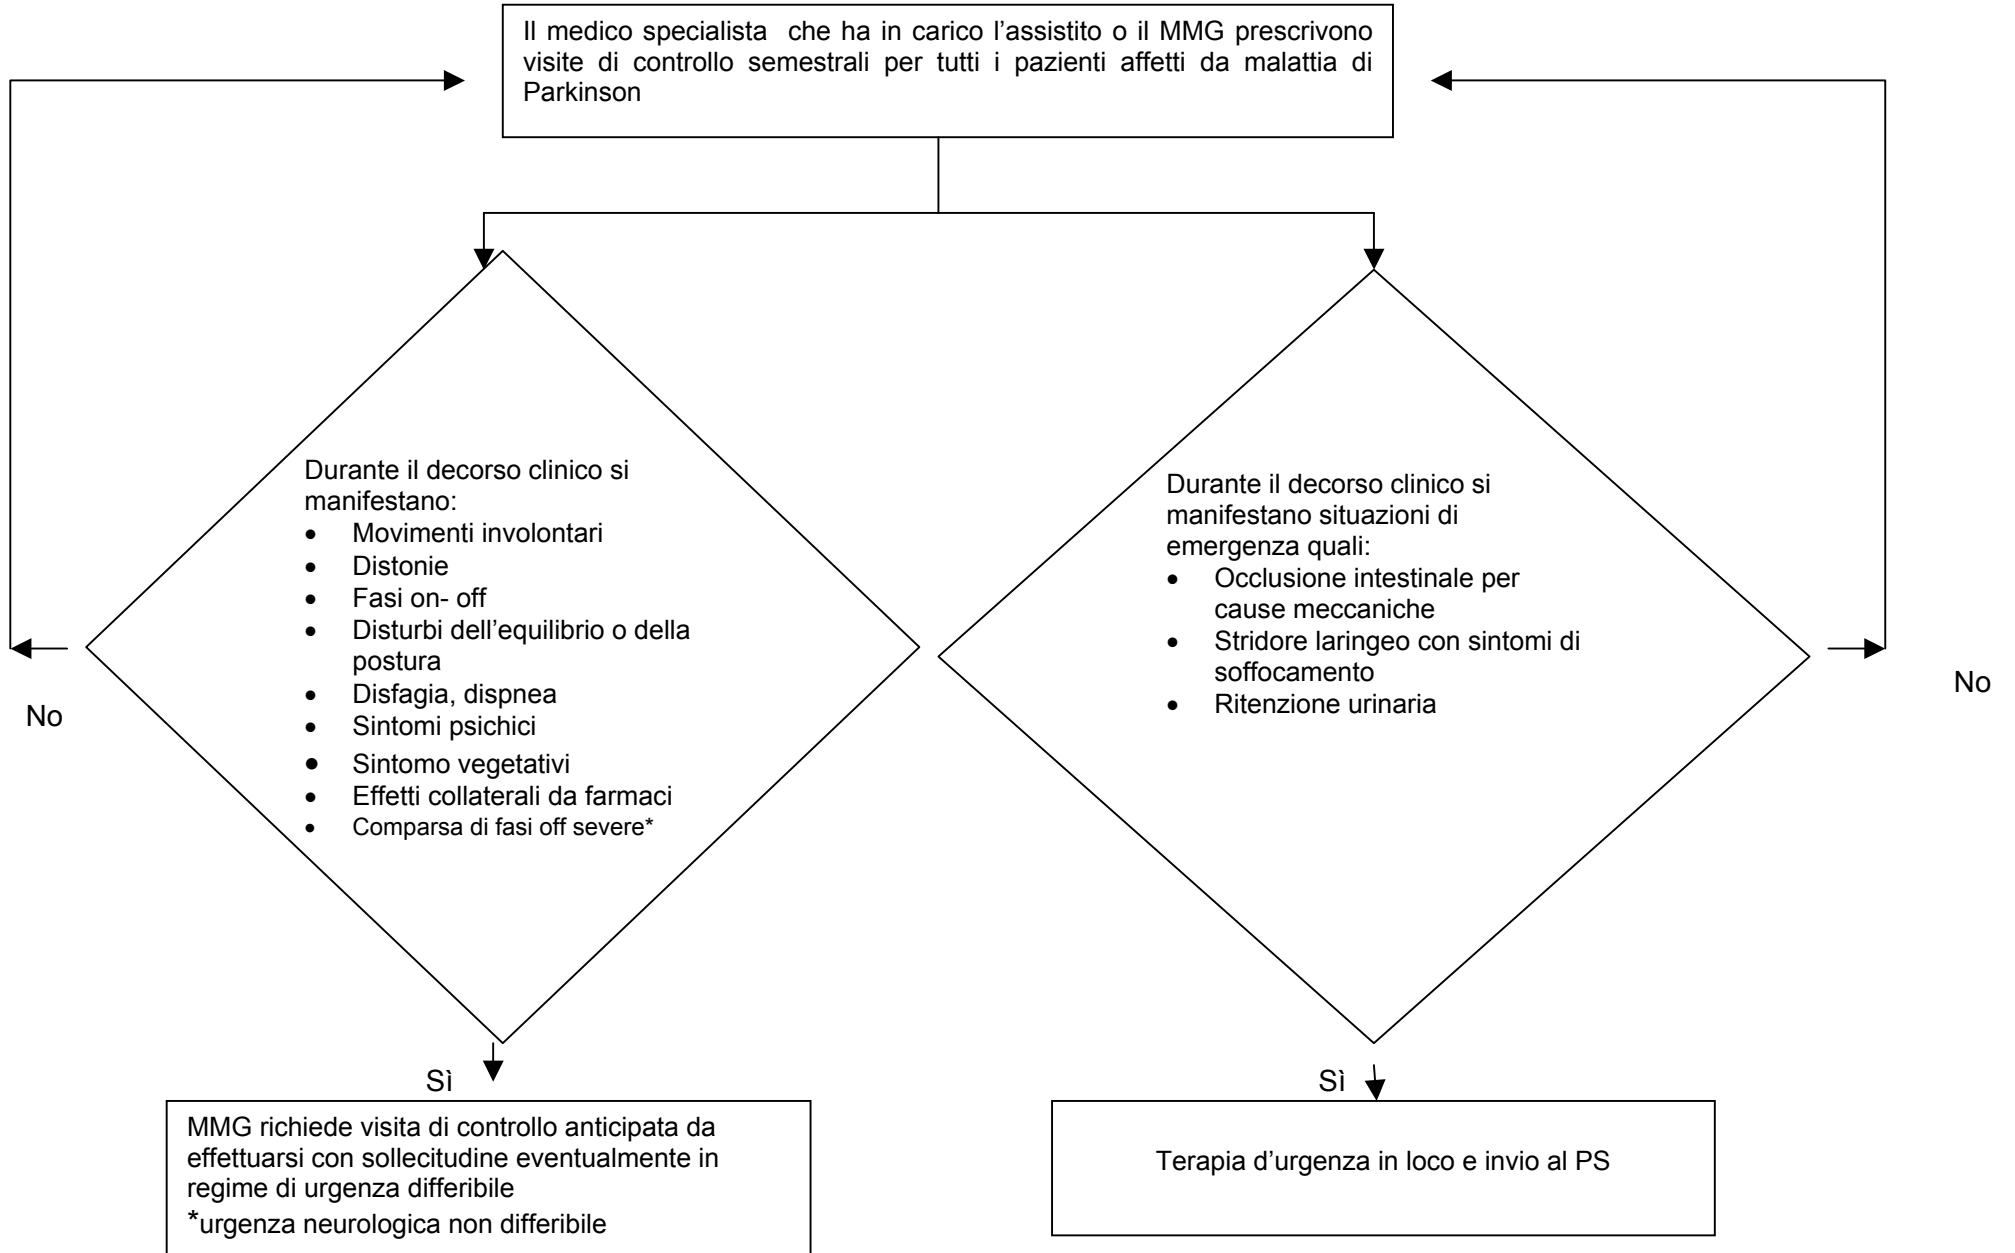 Il medico specialista che ha in carico l’assistito o il MMG prescrivono
visite di controllo semestrali per tutti i pazienti affetti da malattia di
Parkinson
Durante il decorso clinico si
manifestano:
• Movimenti involontari
• Distonie
• Fasi on- off
• Disturbi dell’equilibrio o della
postura
• Disfagia, dispnea
• Sintomi psichici
• Sintomo vegetativi
• Effetti collaterali da farmaci
• Comparsa di fasi off severe*
No
Durante il decorso clinico si
manifestano situazioni di
emergenza quali:
• Occlusione intestinale per
cause meccaniche
• Stridore laringeo con sintomi di
soffocamento
• Ritenzione urinaria
No
Sì
MMG richiede visita di controllo anticipata da
effettuarsi con sollecitudine eventualmente in
regime di urgenza differibile
*urgenza neurologica non differibile
Sì
Terapia d’urgenza in loco e invio al PS